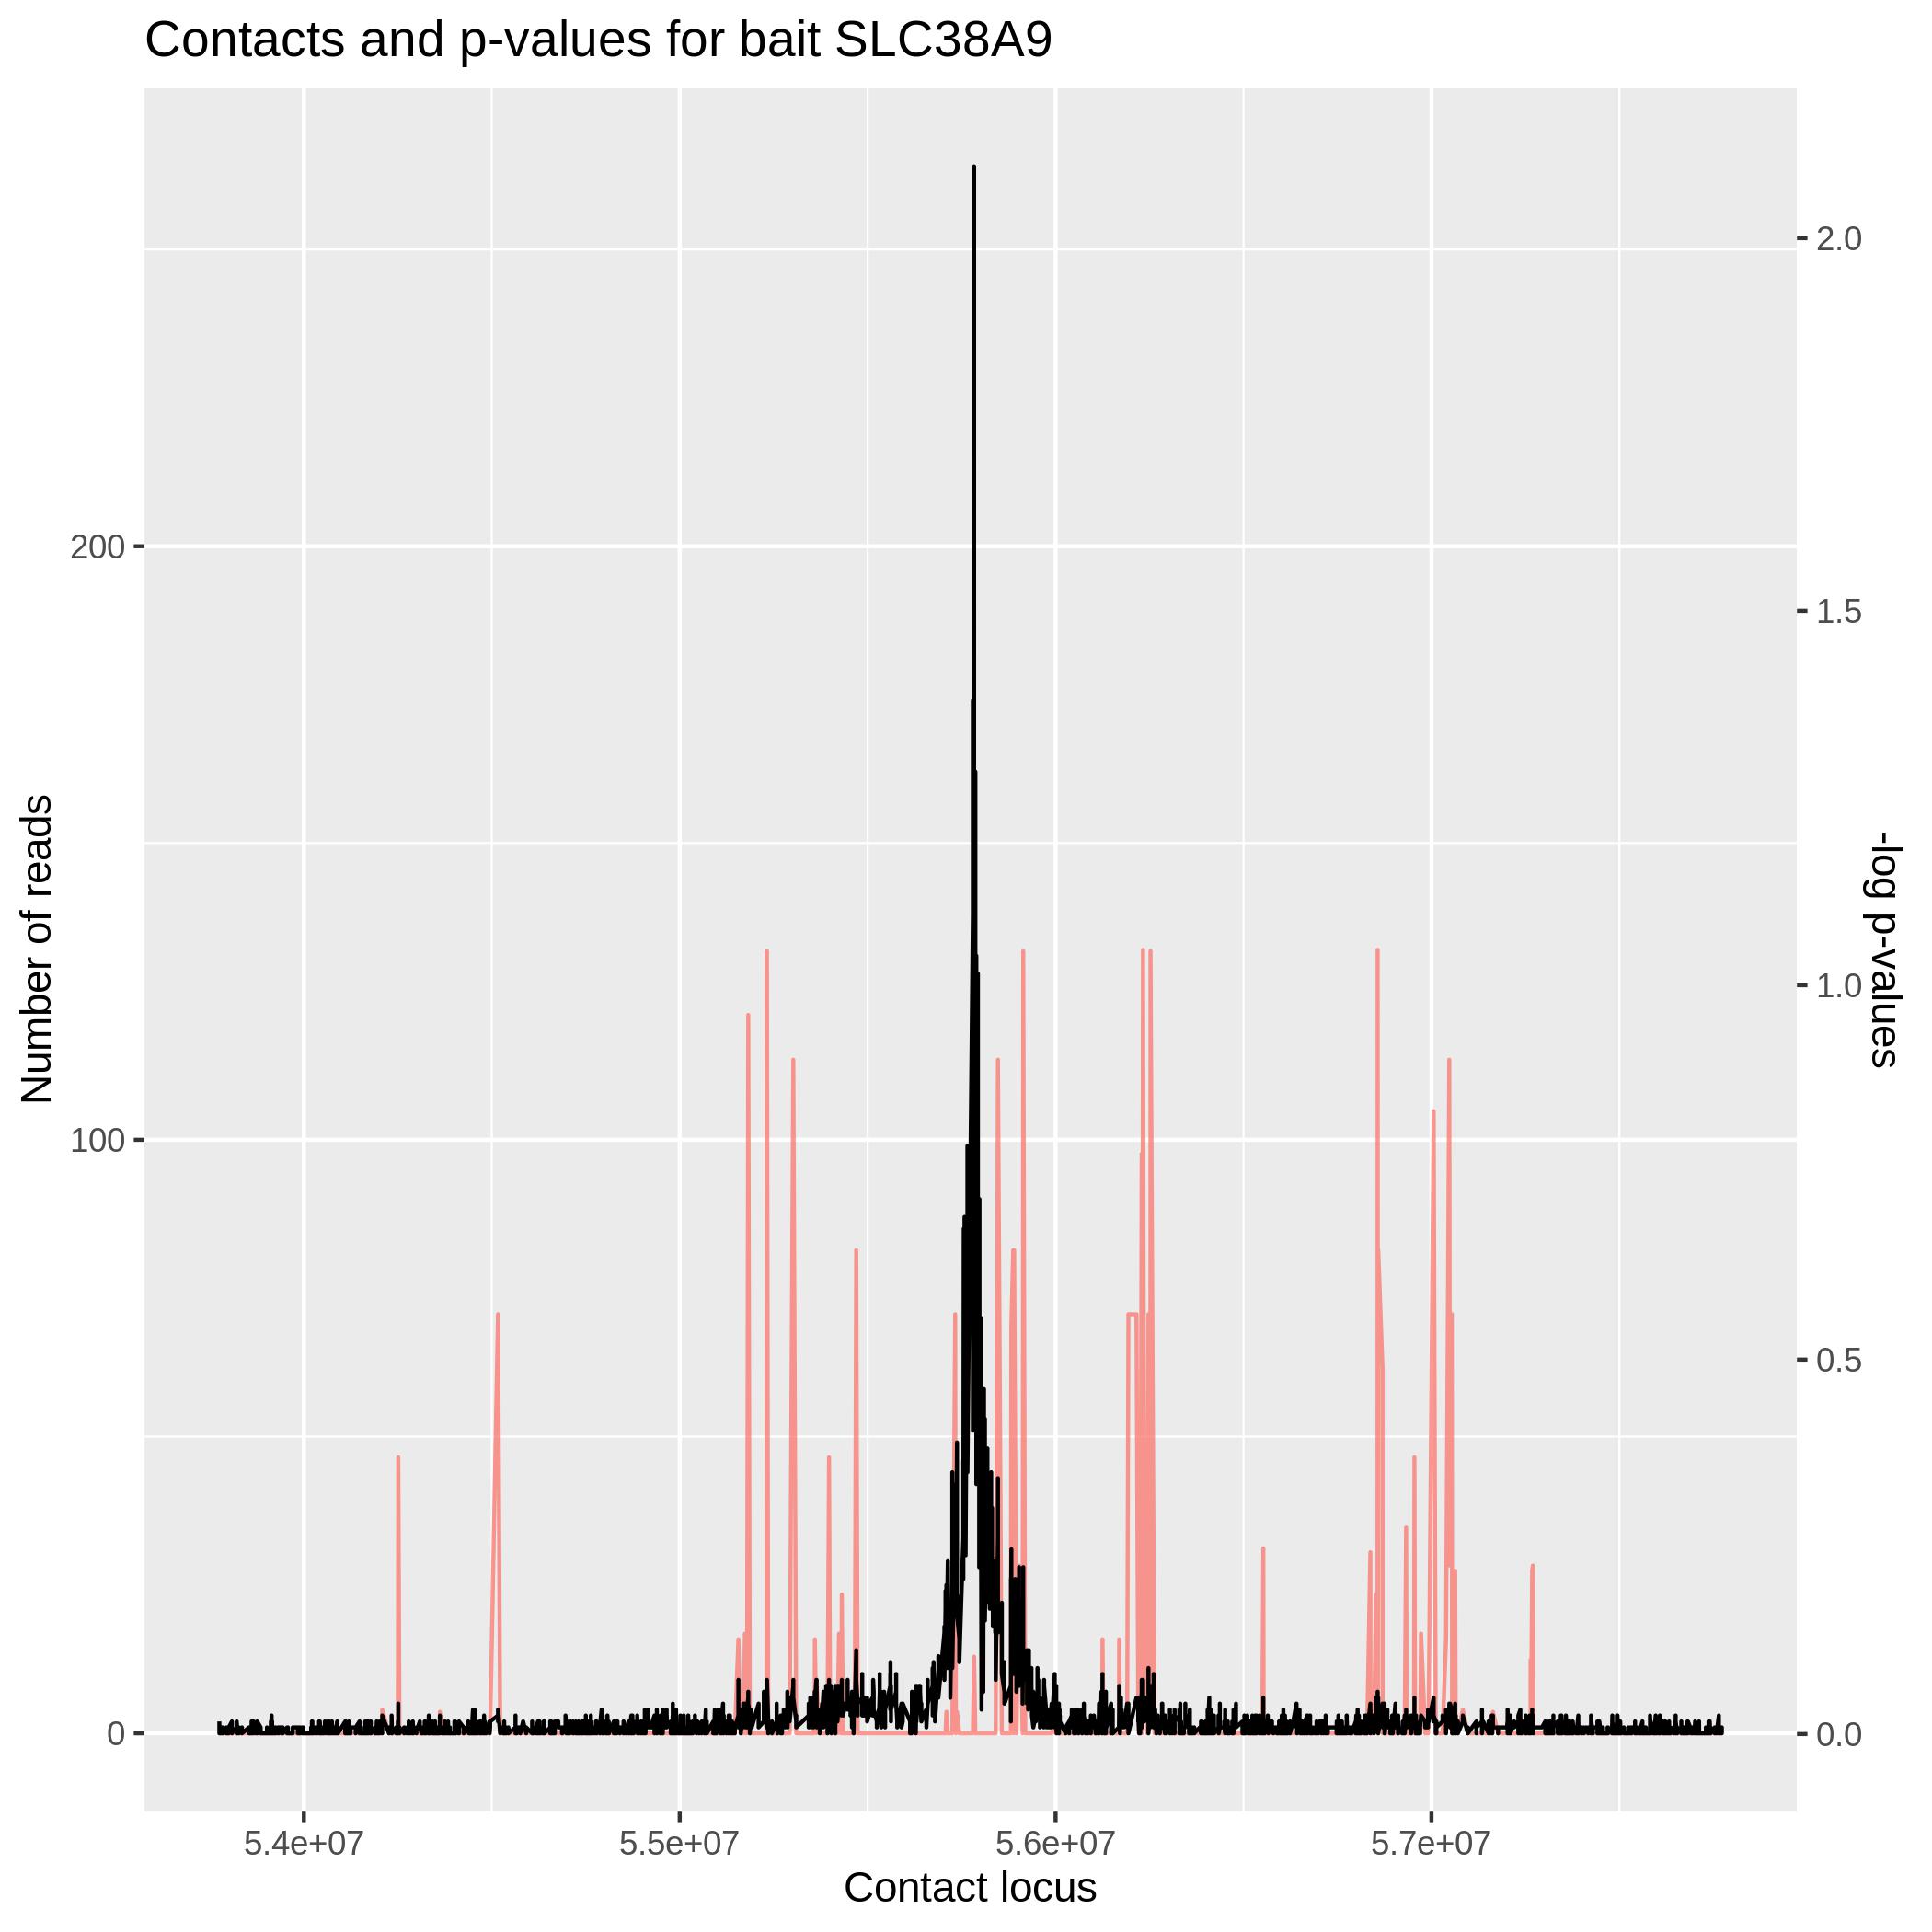 Contacts and p-values for bait SLC38A9
Number of reads
200
100
0
2.0
1.5
1.0
0.5
0.0
-log p-values
5.4e+07
5.5e+07
5.6e+07
5.7e+07
Contact locus